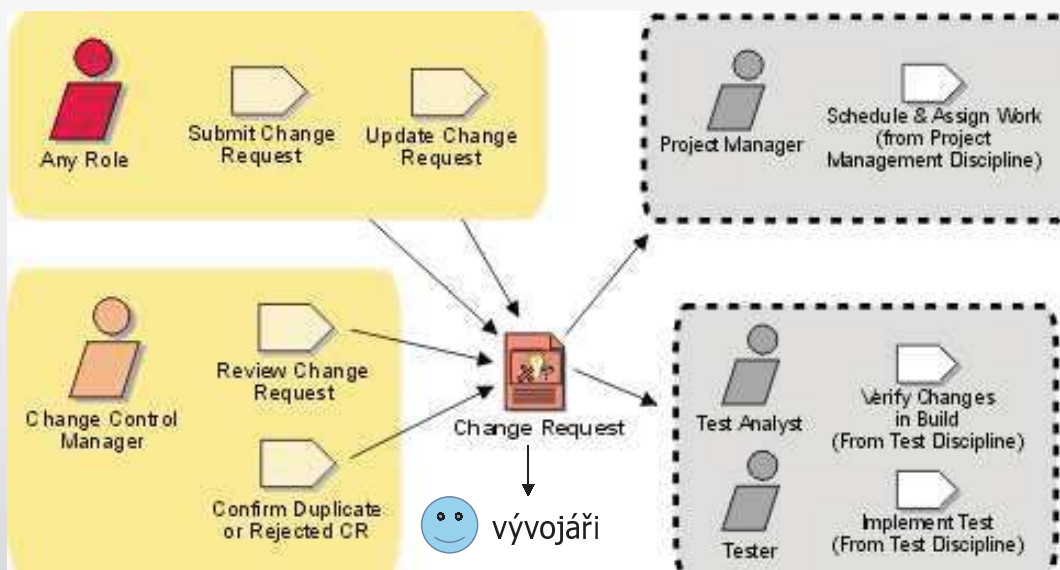 Any Role
Submit Change
Request
Update Change
Request
Project Manager
Schedule & Assign Work
(from Project
Management Discipline)
Change Control
Manager
Review Change
Request
Confirm Duplicate
or Rejected CR
Change Request
vývojáři
Test Analyst
Verify Changes
in Build
(From Test Discipline)
Tester
Implement Test
(From Test Discipline)